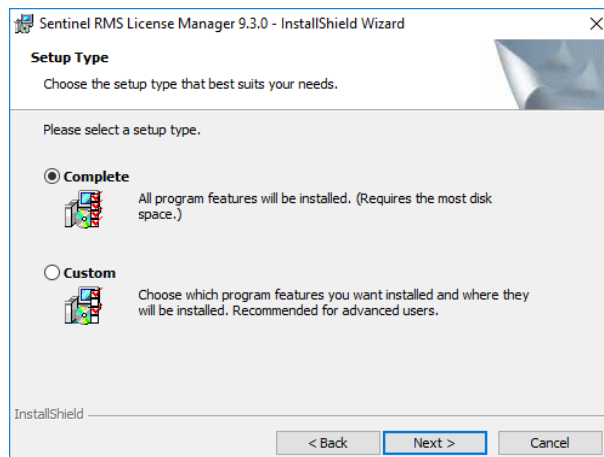 Sentinel RMS License Manager 9.3.0 - InstallShield Wizard
Setup Type
Choose the setup type that best suits your needs.
Please select a setup type.
Complete
All program features will be installed. (Requires the most disk
space.)
Custom
Choose which program features you want installed and where they
will be installed. Recommended for advanced users.
InstallShield
< Back
Next >
Cancel